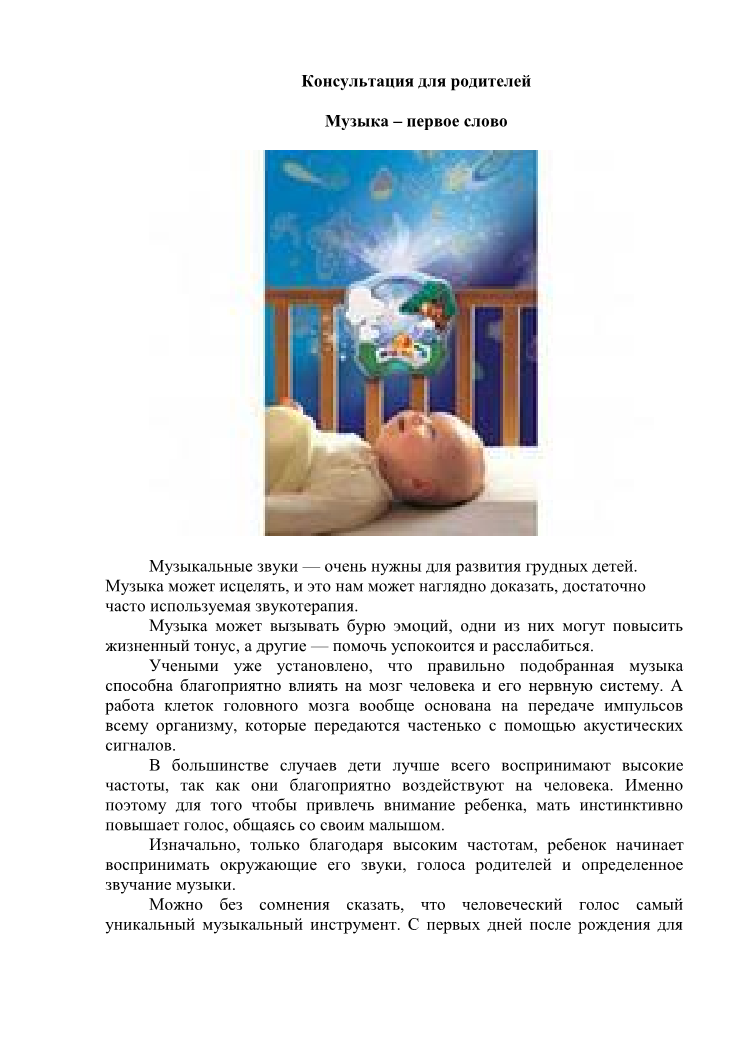 Консультация для родителей
Музыка – первое слово
Музыкальные звуки — очень нужны для развития грудных детей.
Музыка может исцелять, и это нам может наглядно доказать, достаточно
часто используемая звукотерапия.
Музыка может вызывать бурю эмоций, одни из них могут повысить
жизненный тонус, а другие — помочь успокоится и расслабиться.
Учеными уже установлено, что правильно подобранная музыка
способна благоприятно влиять на мозг человека и его нервную систему. А
работа клеток головного мозга вообще основана на передаче импульсов
всему организму, которые передаются частенько с помощью акустических
сигналов.
В большинстве случаев дети лучше всего воспринимают высокие
частоты, так как они благоприятно воздействуют на человека. Именно
поэтому для того чтобы привлечь внимание ребенка, мать инстинктивно
повышает голос, общаясь со своим малышом.
Изначально, только благодаря высоким частотам, ребенок начинает
воспринимать окружающие его звуки, голоса родителей и определенное
звучание музыки.
Можно без сомнения сказать, что человеческий голос самый
уникальный музыкальный инструмент. С первых дней после рождения для